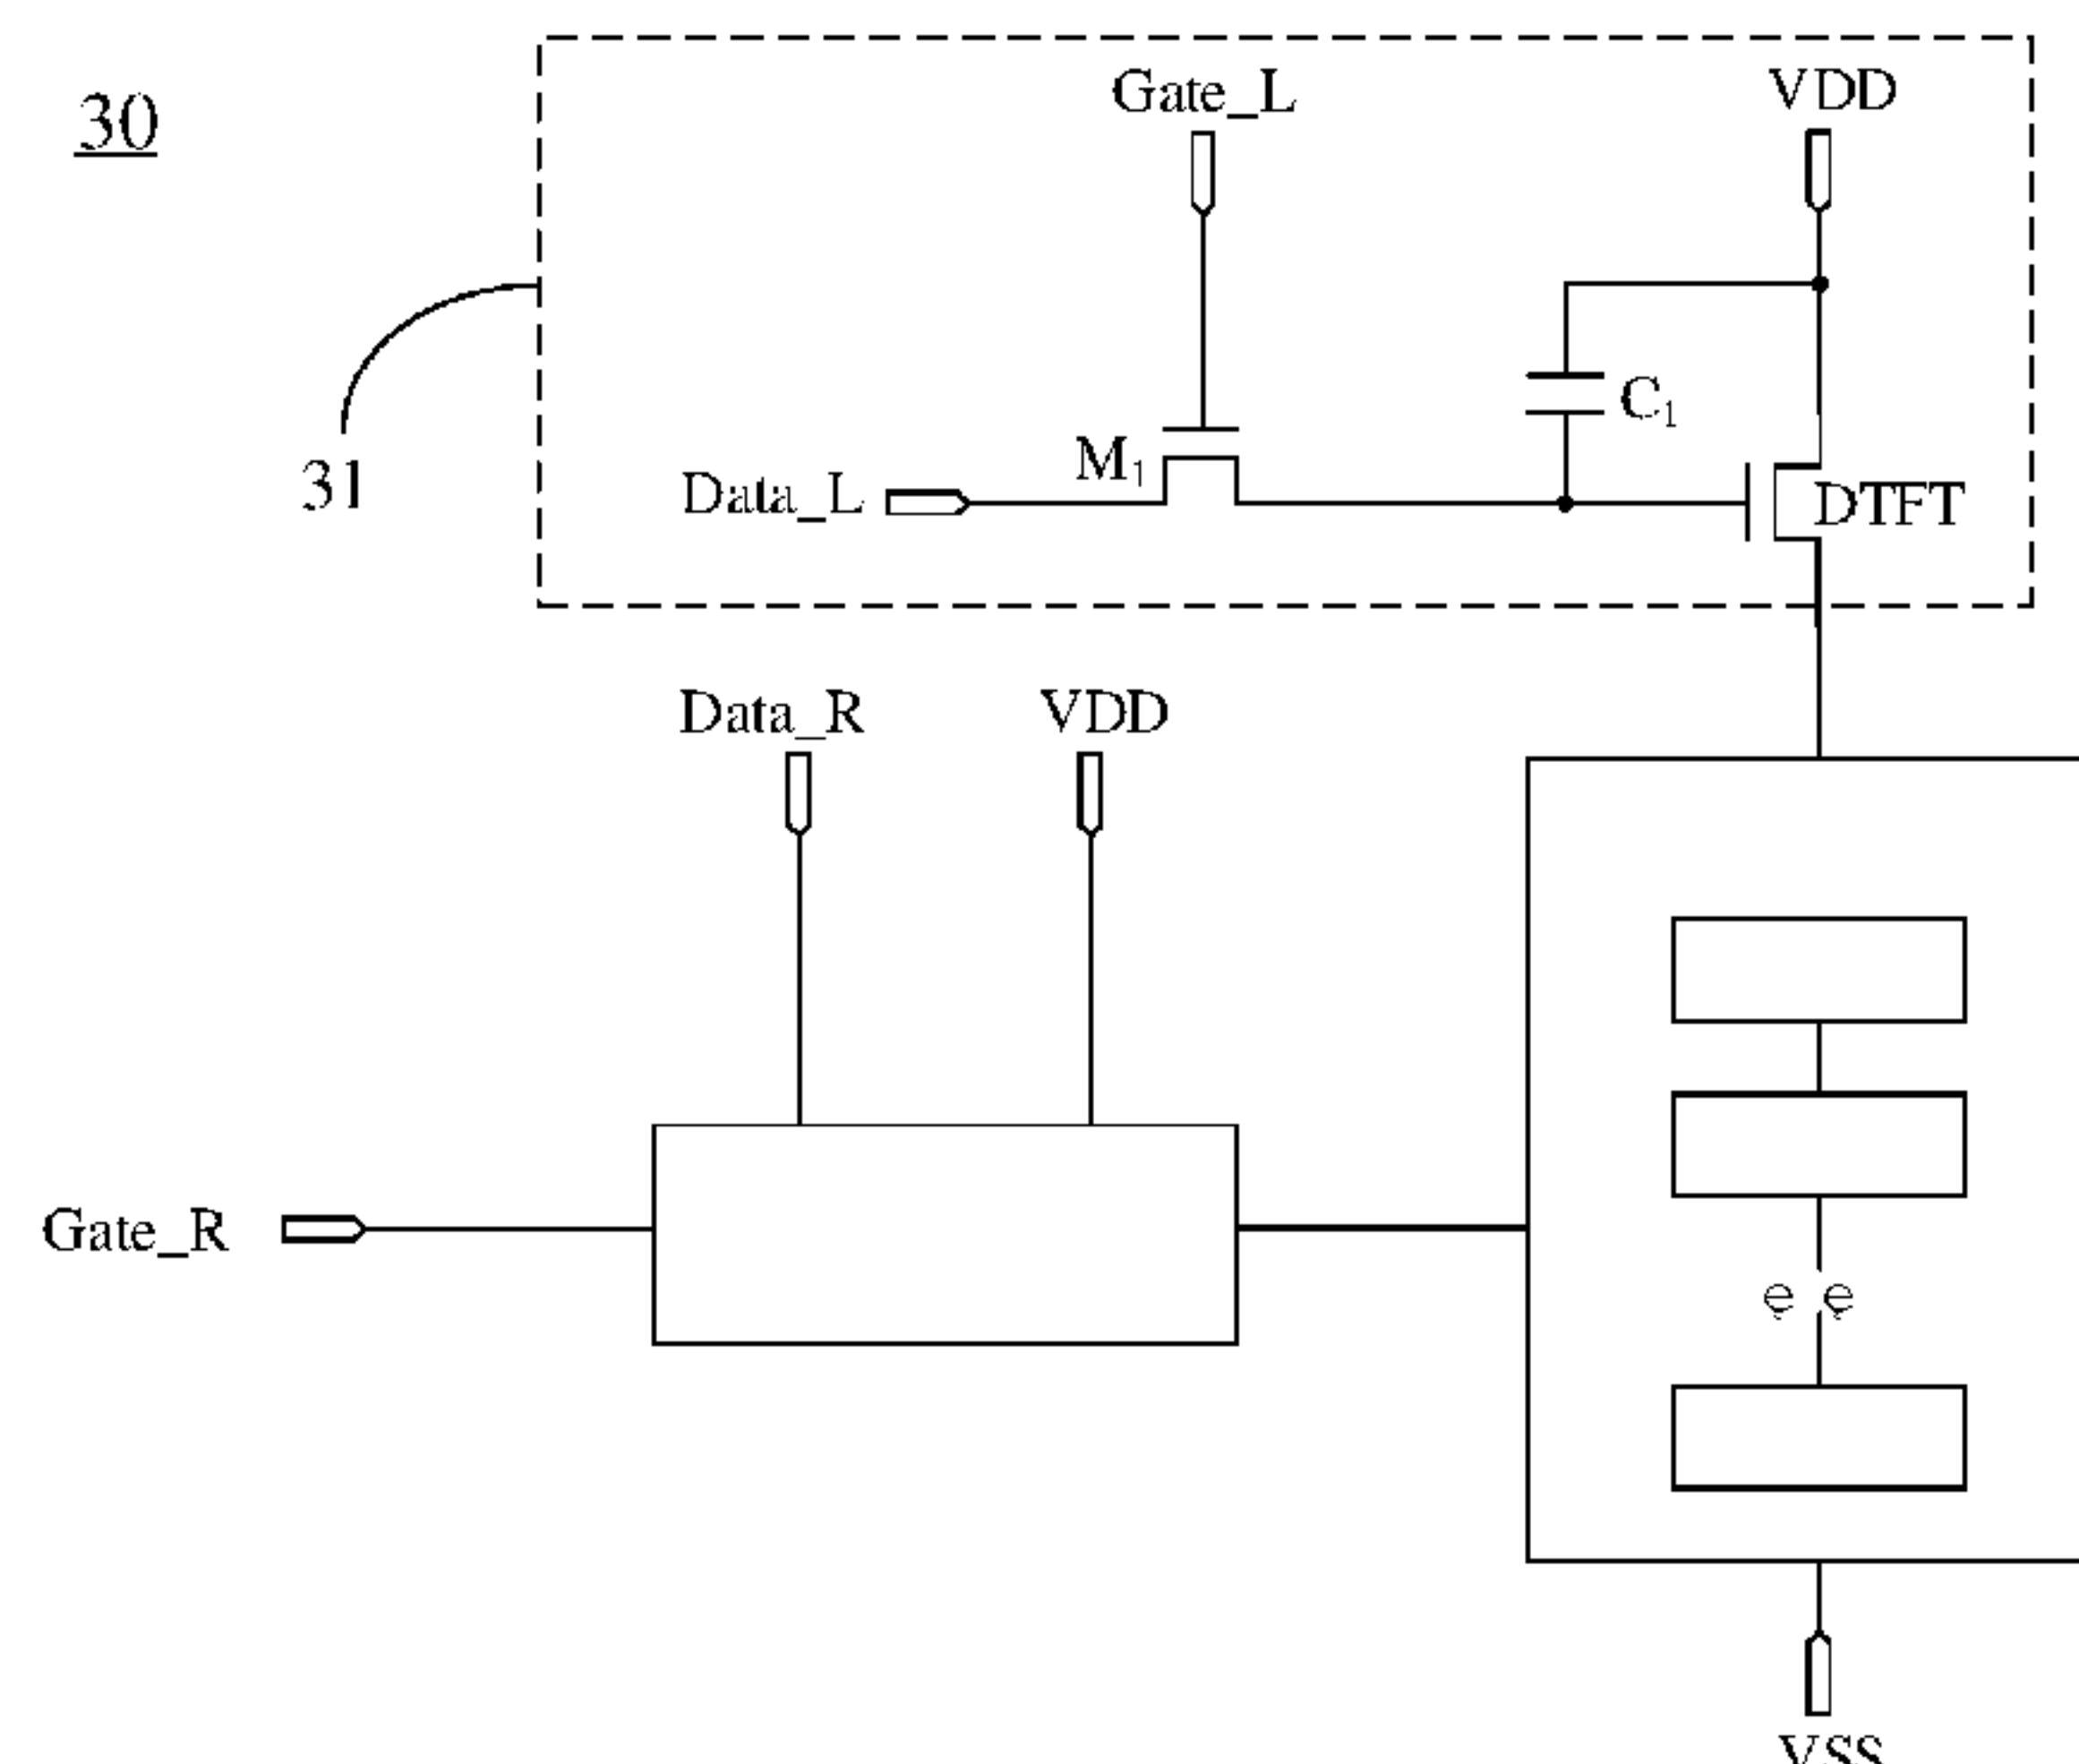 30
Gate_L
VDD
C₁
M₁
Data_L
DTFT
31
Data_R
VDD
Gate_R
e e
VSS